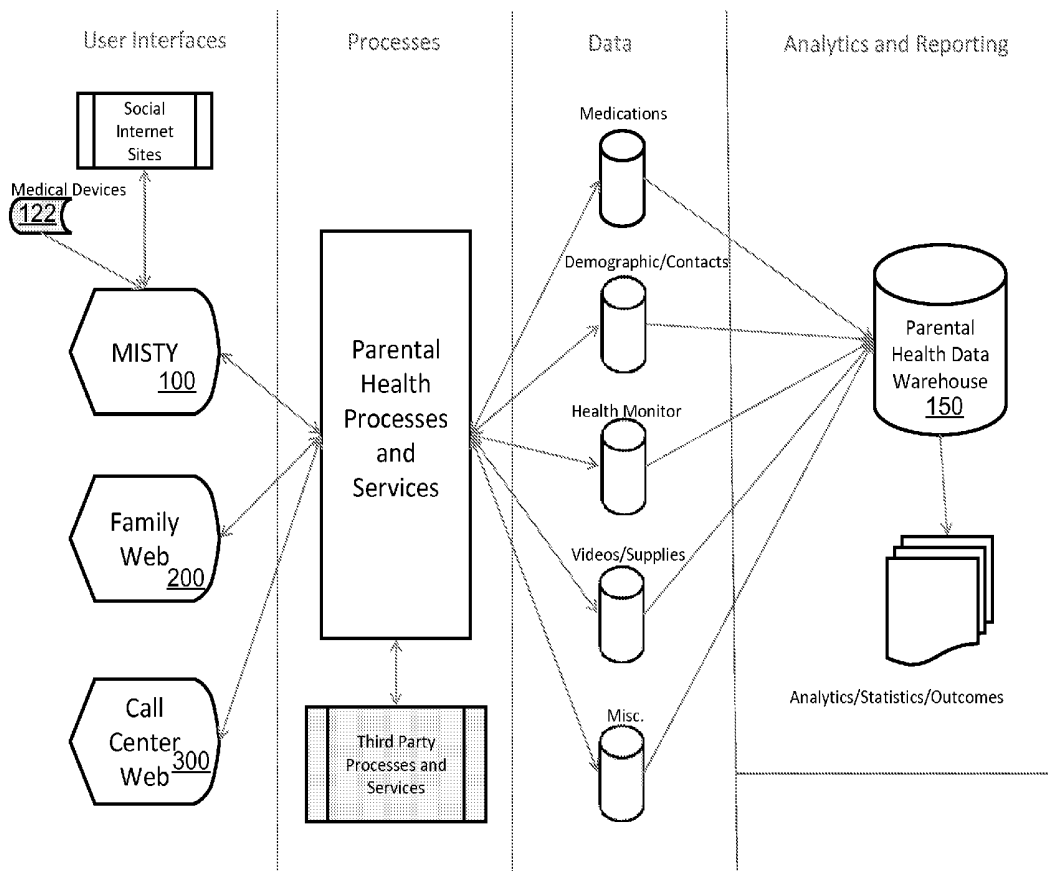 User Interfaces
Processes
Data
Analytics and Reporting
Social
Internet
Sites
Medical Devices
122
MISTY
100
Family
Web
200
Call
Center
Web
300
Parental
Health
Processes
and
Services
Third Party
Processes and
Services
Medications
Demographic/Contacts
Health Monitor
Videos/Supplies
Misc.
Parental
Health Data
Warehouse
150
Analytics/Statistics/Outcomes